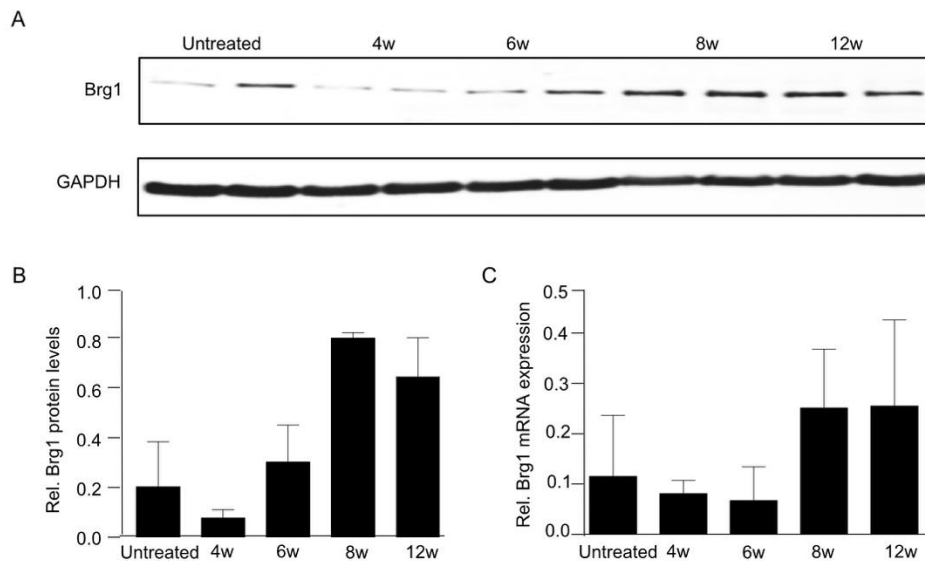 A
Untreated 4w 6w 8w 12w
Brg1
GAPDH
B
Rel. Brg1 protein levels
1.0
0.8
0.6
0.4
0.2
0.0
Untreated 4w 6w 8w 12w
C
Rel. Brg1 mRNA expression
0.5
0.4
0.3
0.2
0.1
0.0
Untreated 4w 6w 8w 12w